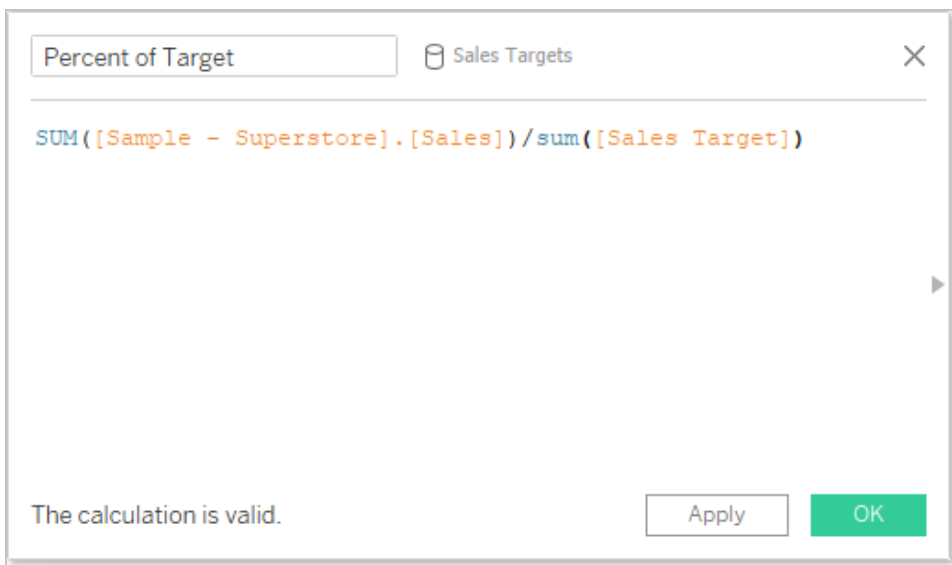 Percent of Target Sales Targets
SUM([Sample - Superstore].[Sales])/sum([Sales Target])
The calculation is valid. Apply OK